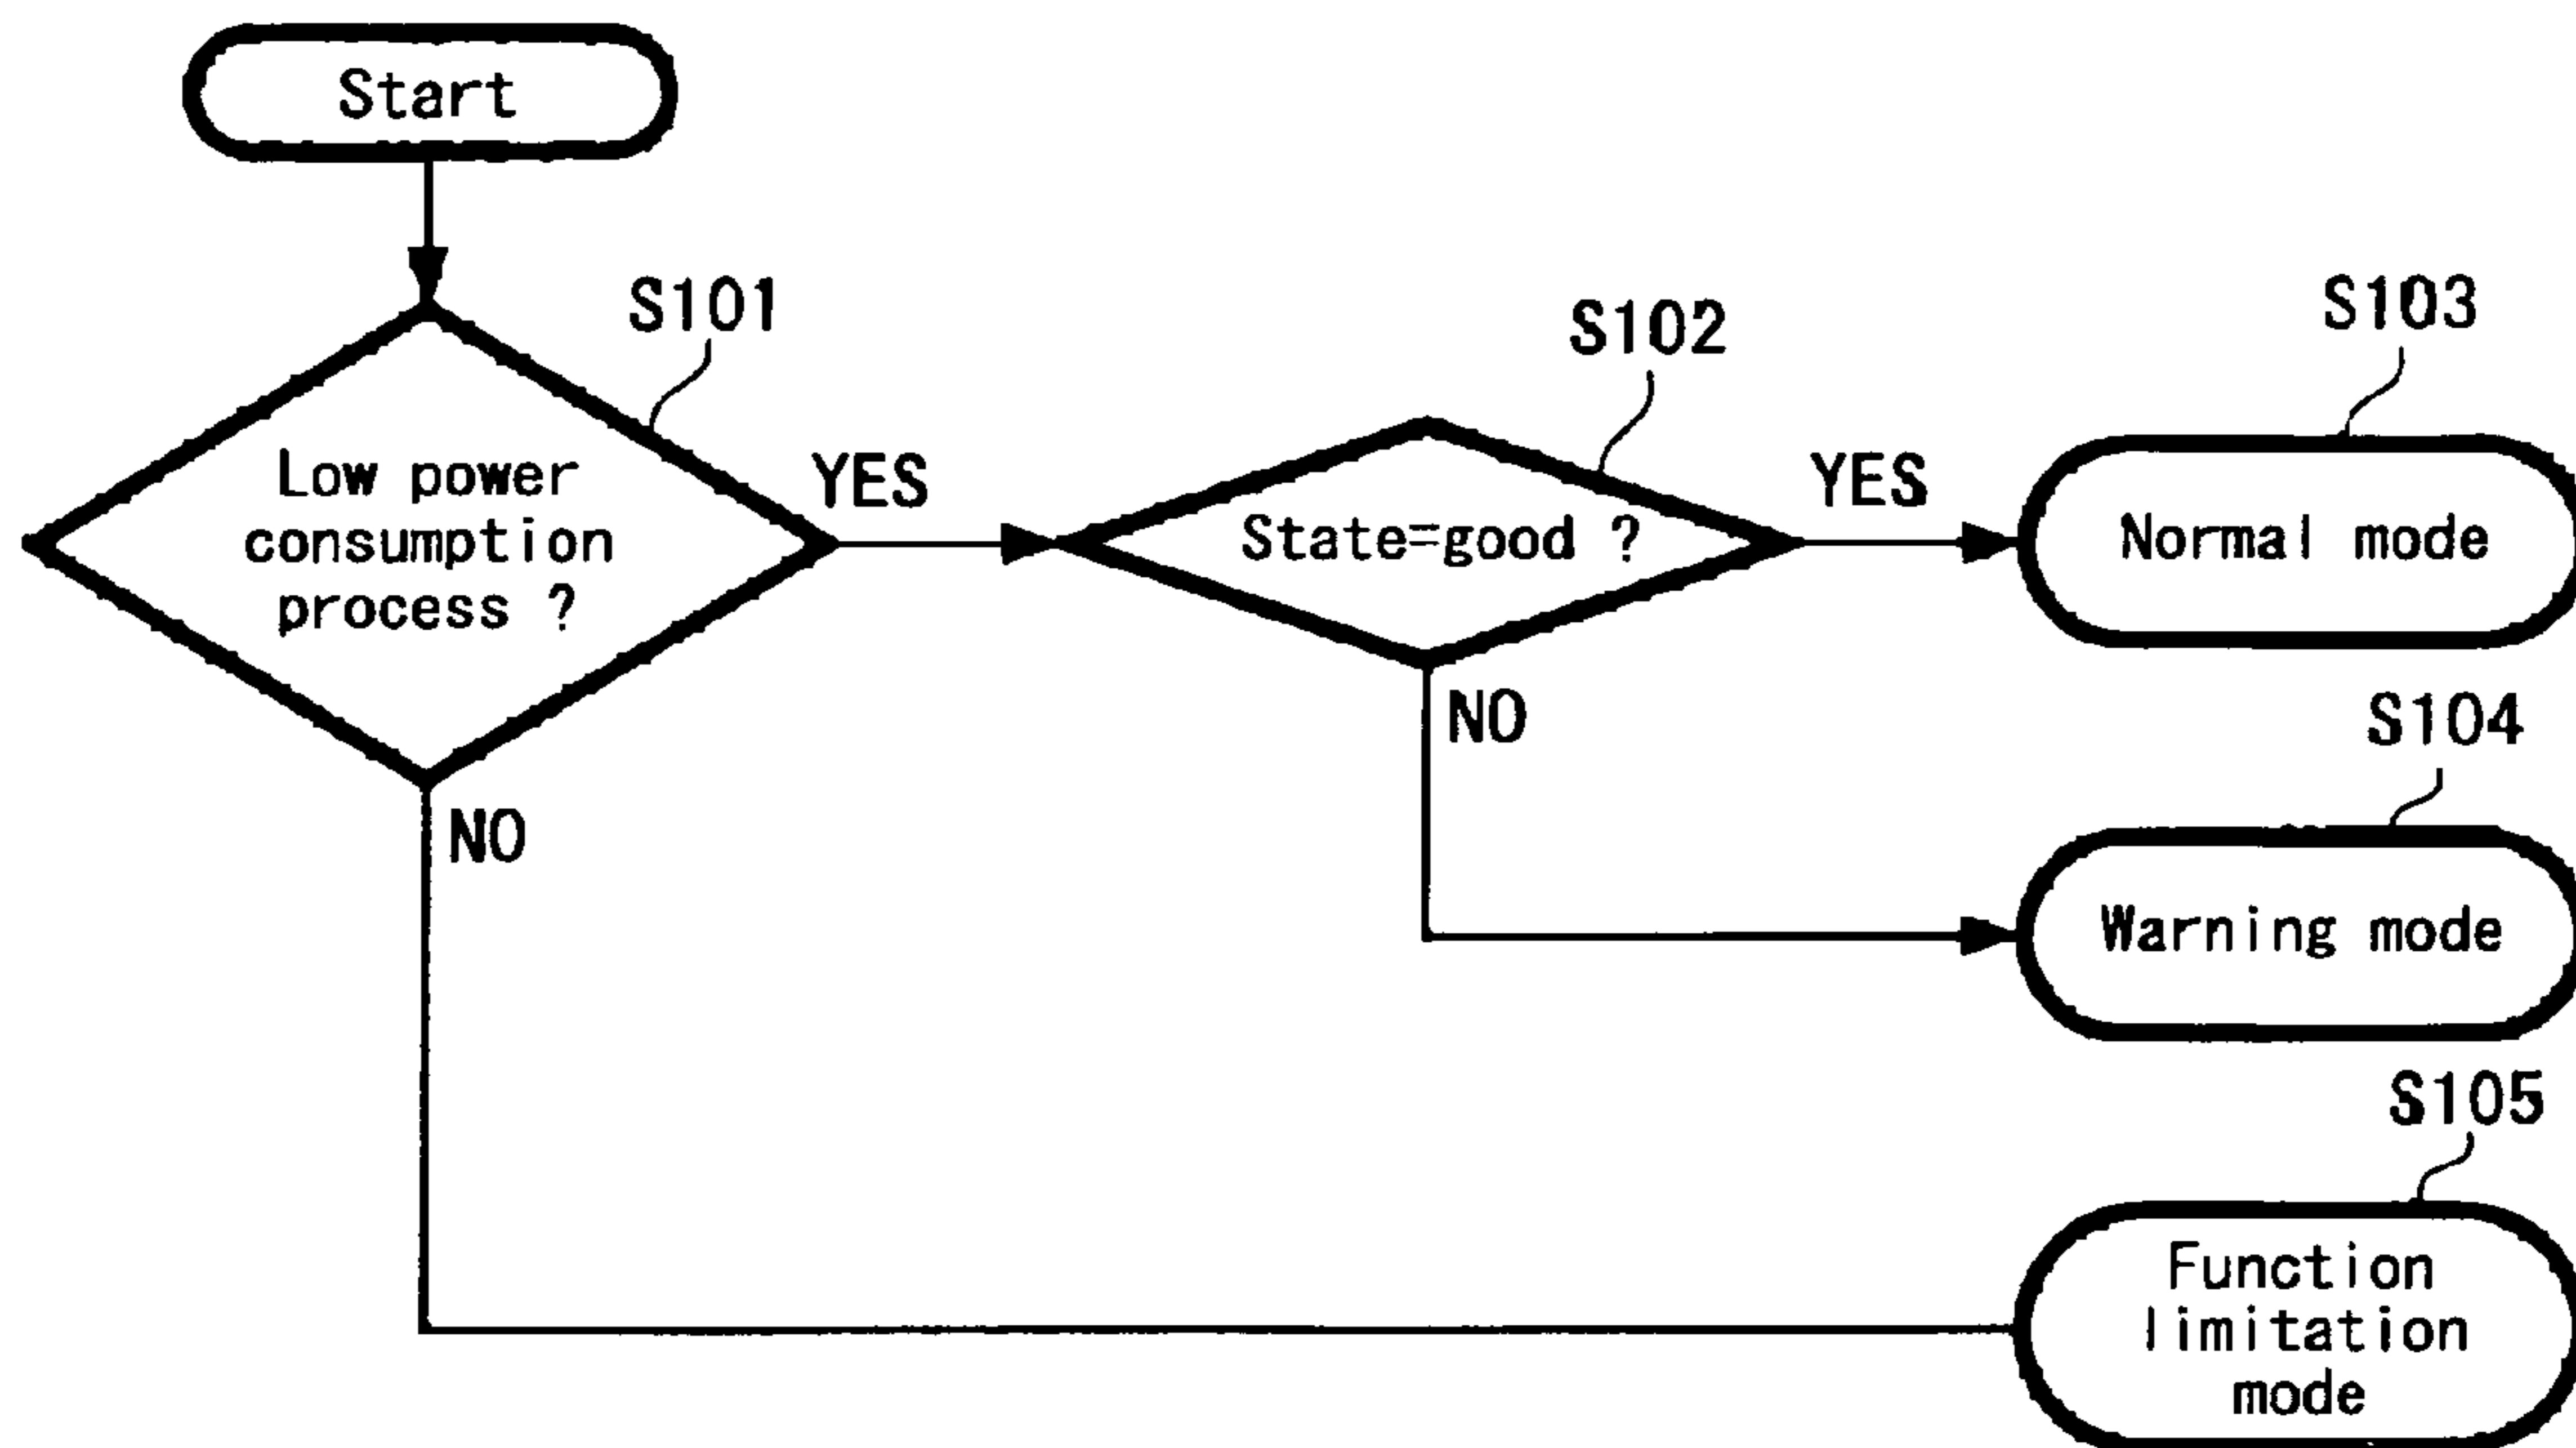 Start
S101
Low power
consumption
process ?
YES
NO
S102
State=good ?
YES
NO
S103
Normal mode
S104
Warning mode
S105
Function
limitation
mode